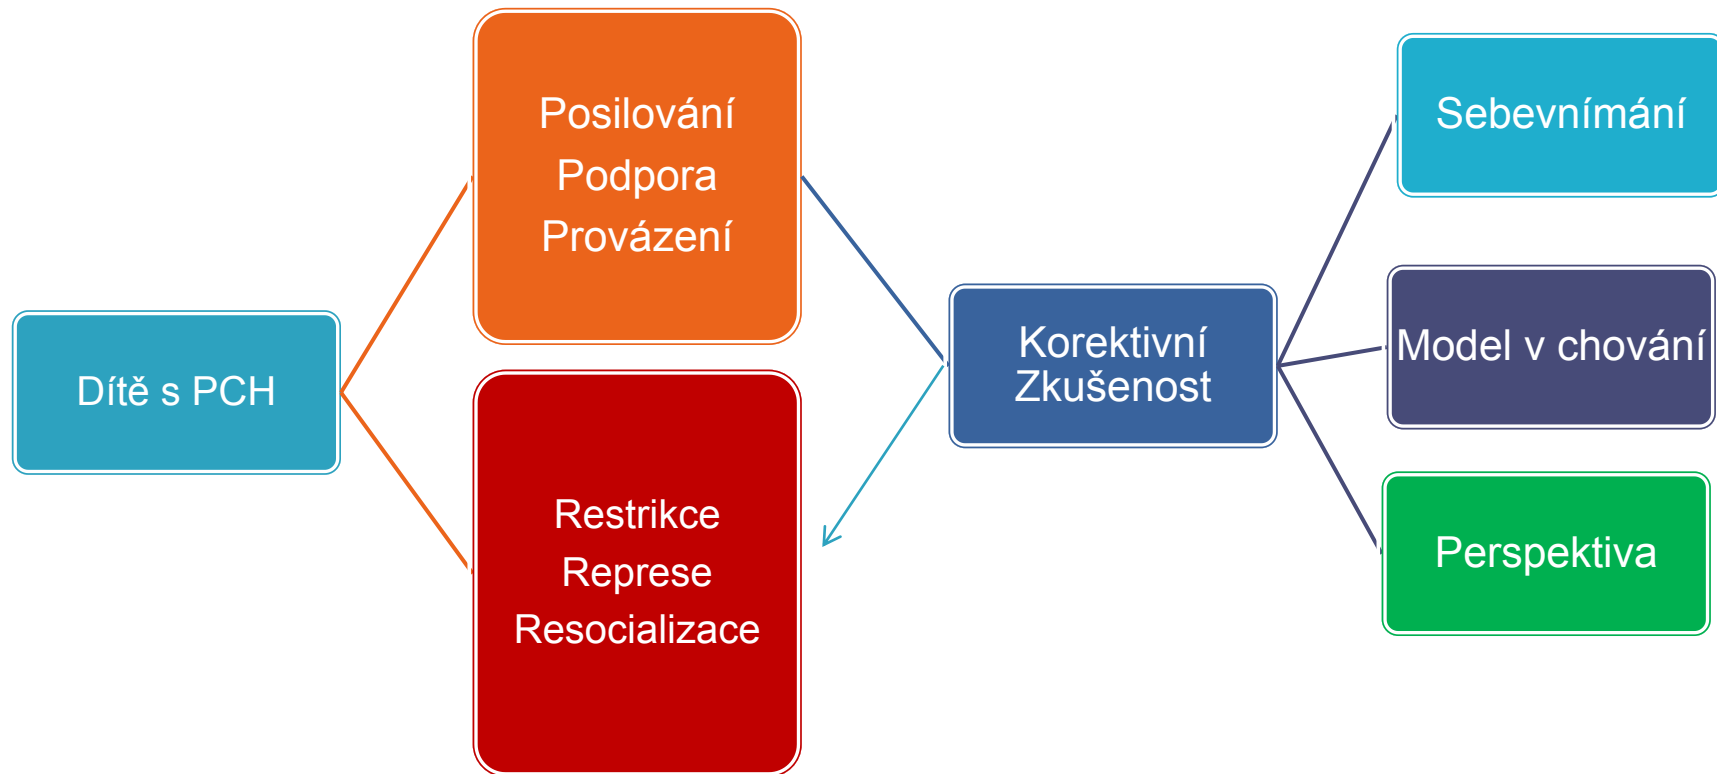 Dítě s PCH
Posilování
Podpora
Provázení
Restrikce
Represe
Resocializace
Korektivní
Zkušenost
Sebevnímání
Model v chování
Perspektiva